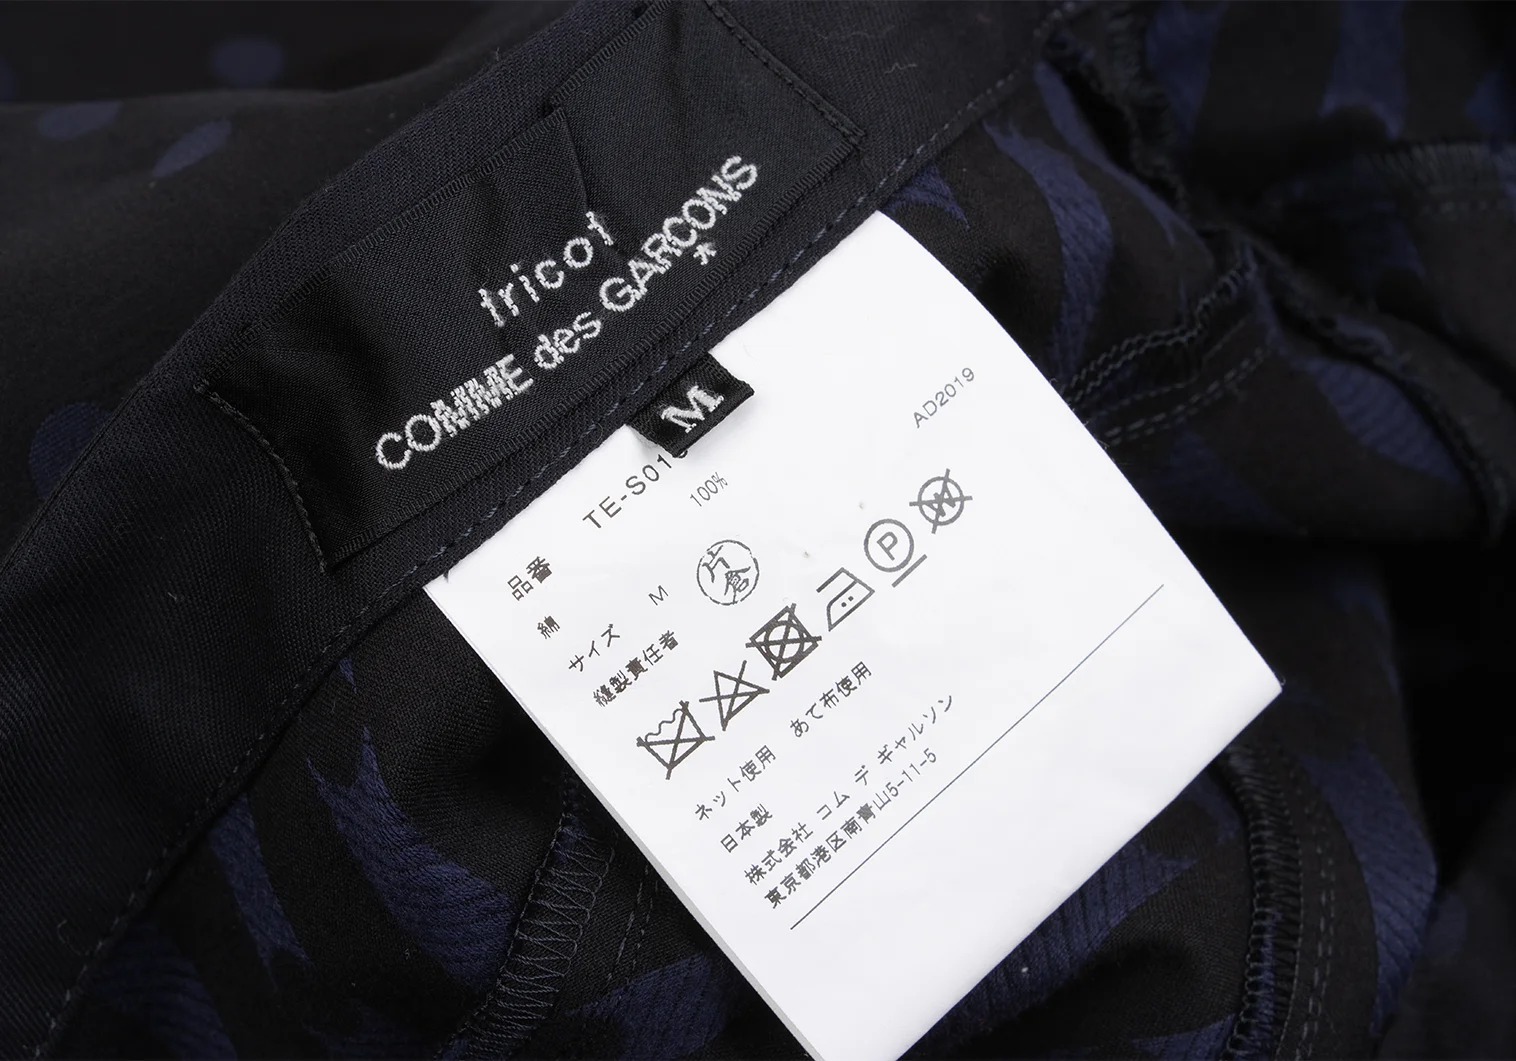 tricot
COMME des GARCONS
M
AD2019
品番 TE-S01
綿 100%
サイズ M
縫製責任者 片倉
P W
ネット使用 あて布使用
日本製
株式会社 コム デ ギャルソン
東京都港区南青山5-11-5